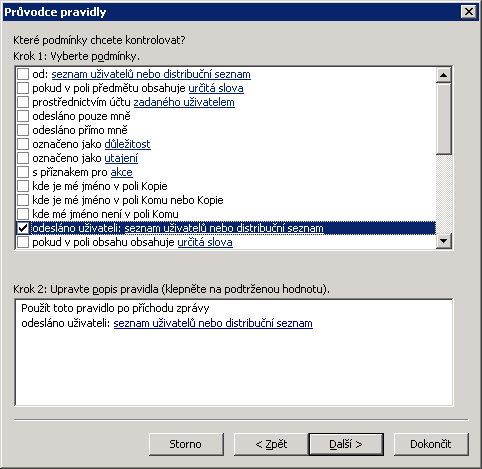 Průvodce pravidly
Které podmínky chcete kontrolovat?
Krok 1: Vyberte podmínky.
od: seznam uživatelů nebo distribuční seznam
pokud v poli předmětu obsahuje určitá slova
prostřednictvím účtu zadaného uživatelem
odesláno pouze mně
odesláno přímo mně
označeno jako důležitost
označeno jako utajení
s příznakem pro akce
kde je mé jméno v poli Kopie
kde je mé jméno v poli Komu nebo Kopie
kde mé jméno není v poli Komu
odesláno uživateli: seznam uživatelů nebo distribuční seznam
pokud v poli obsahu obsahuje určitá slova
Krok 2: Upravte popis pravidla (klepněte na podtrženou hodnotu).
Použít toto pravidlo po příchodu zprávy
odesláno uživateli: seznam uživatelů nebo distribuční seznam
Storno
< Zpět
Další >
Dokončit